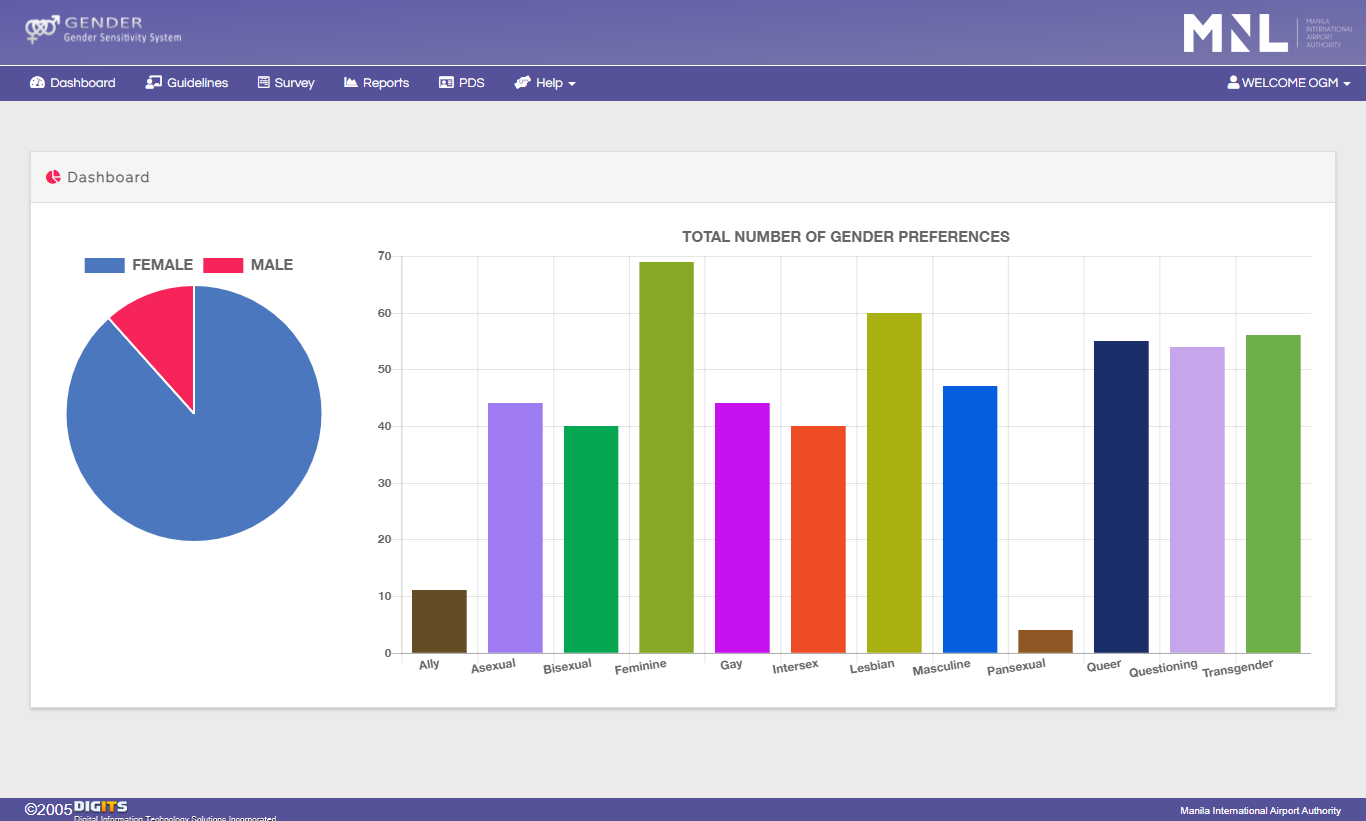 GENDER
Gender Sensitivity System
MNL
MANILA
INTERNATIONAL
AIRPORT
AUTHORITY
Dashboard Guidelines Survey Reports PDS Help WELCOME OGM
Dashboard
FEMALE MALE
TOTAL NUMBER OF GENDER PREFERENCES
70
60
50
40
30
20
10
0
Ally Asexual Bisexual Feminine Gay Intersex Lesbian Masculine Pansexual Queer Questioning Transgender
©2005 DIGITS
Digital Information Technology Solutions Incorporated
Manila International Airport Authority